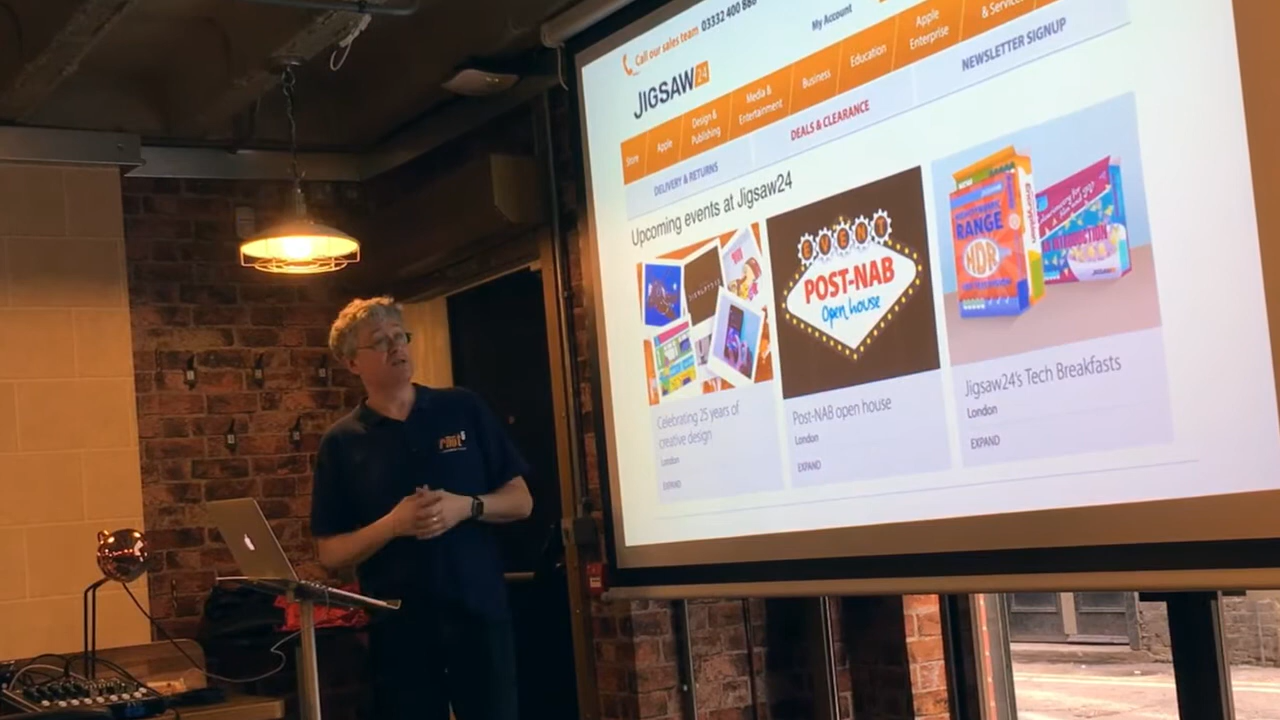 Call our sales team 03332 400 888
My Account
JIGSAW24
Store
Apple
Design & Publishing
Media & Entertainment
Business
Education
Apple Enterprise
& Services
DELIVERY & RETURNS
DEALS & CLEARANCE
NEWSLETTER SIGNUP
Upcoming events at Jigsaw24
EVENT
POST-NAB
Open house
RANGE
HDR
INTRODUCTION
Celebrating 25 years of
creative design
London
EXPAND
Post-NAB open house
London
EXPAND
Jigsaw24's Tech Breakfasts
London
EXPAND
root6